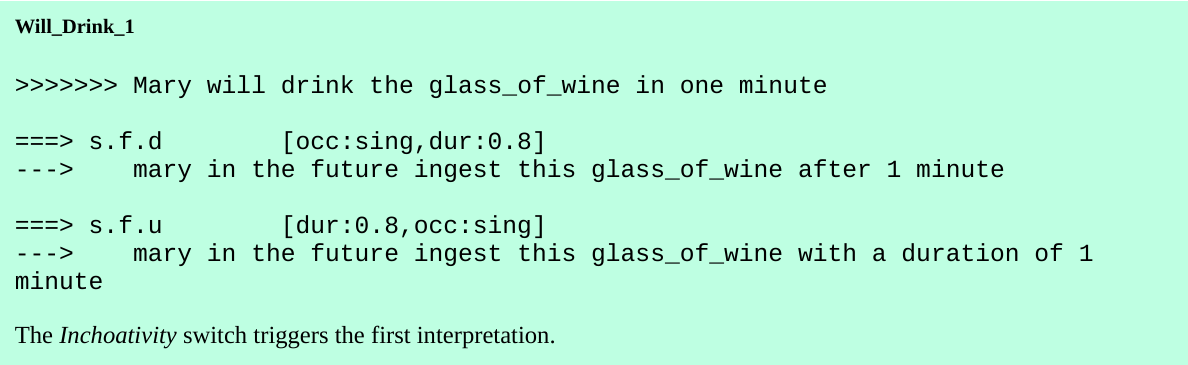 Will_Drink_1
>>>>>>> Mary will drink the glass_of_wine in one minute
===> s.f.d        [occ:sing,dur:0.8]
--->    mary in the future ingest this glass_of_wine after 1 minute
===> s.f.u        [dur:0.8,occ:sing]
--->    mary in the future ingest this glass_of_wine with a duration of 1
minute
The Inchoativity switch triggers the first interpretation.